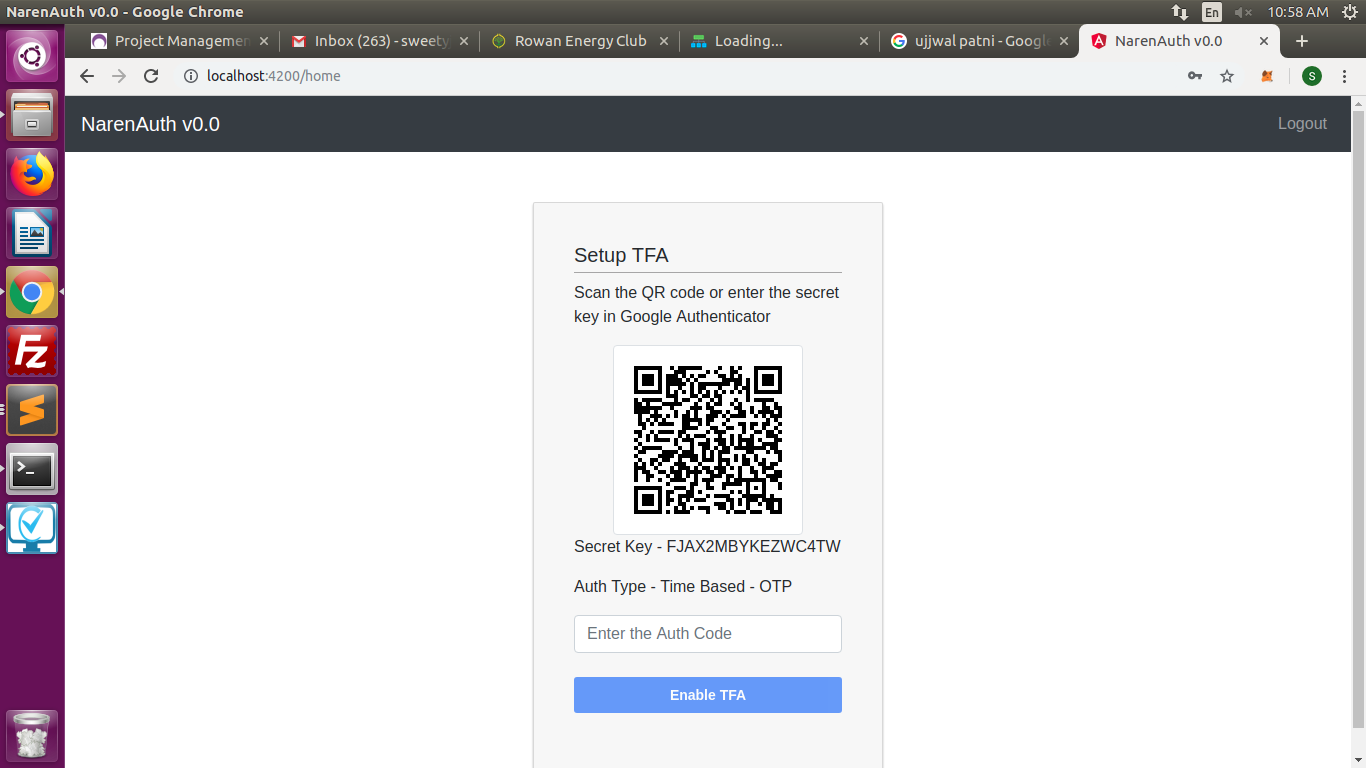 NarenAuth v0.0 - Google Chrome
En
10:58 AM
Project Managemen
Inbox (263) - sweety
Rowan Energy Club
Loading...
ujjwal patni - Google
NarenAuth v0.0
localhost:4200/home
S
NarenAuth v0.0
Logout
Setup TFA
Scan the QR code or enter the secret
key in Google Authenticator
Secret Key - FJAX2MBYKEZWC4TW
Auth Type - Time Based - OTP
Enter the Auth Code
Enable TFA
Fz